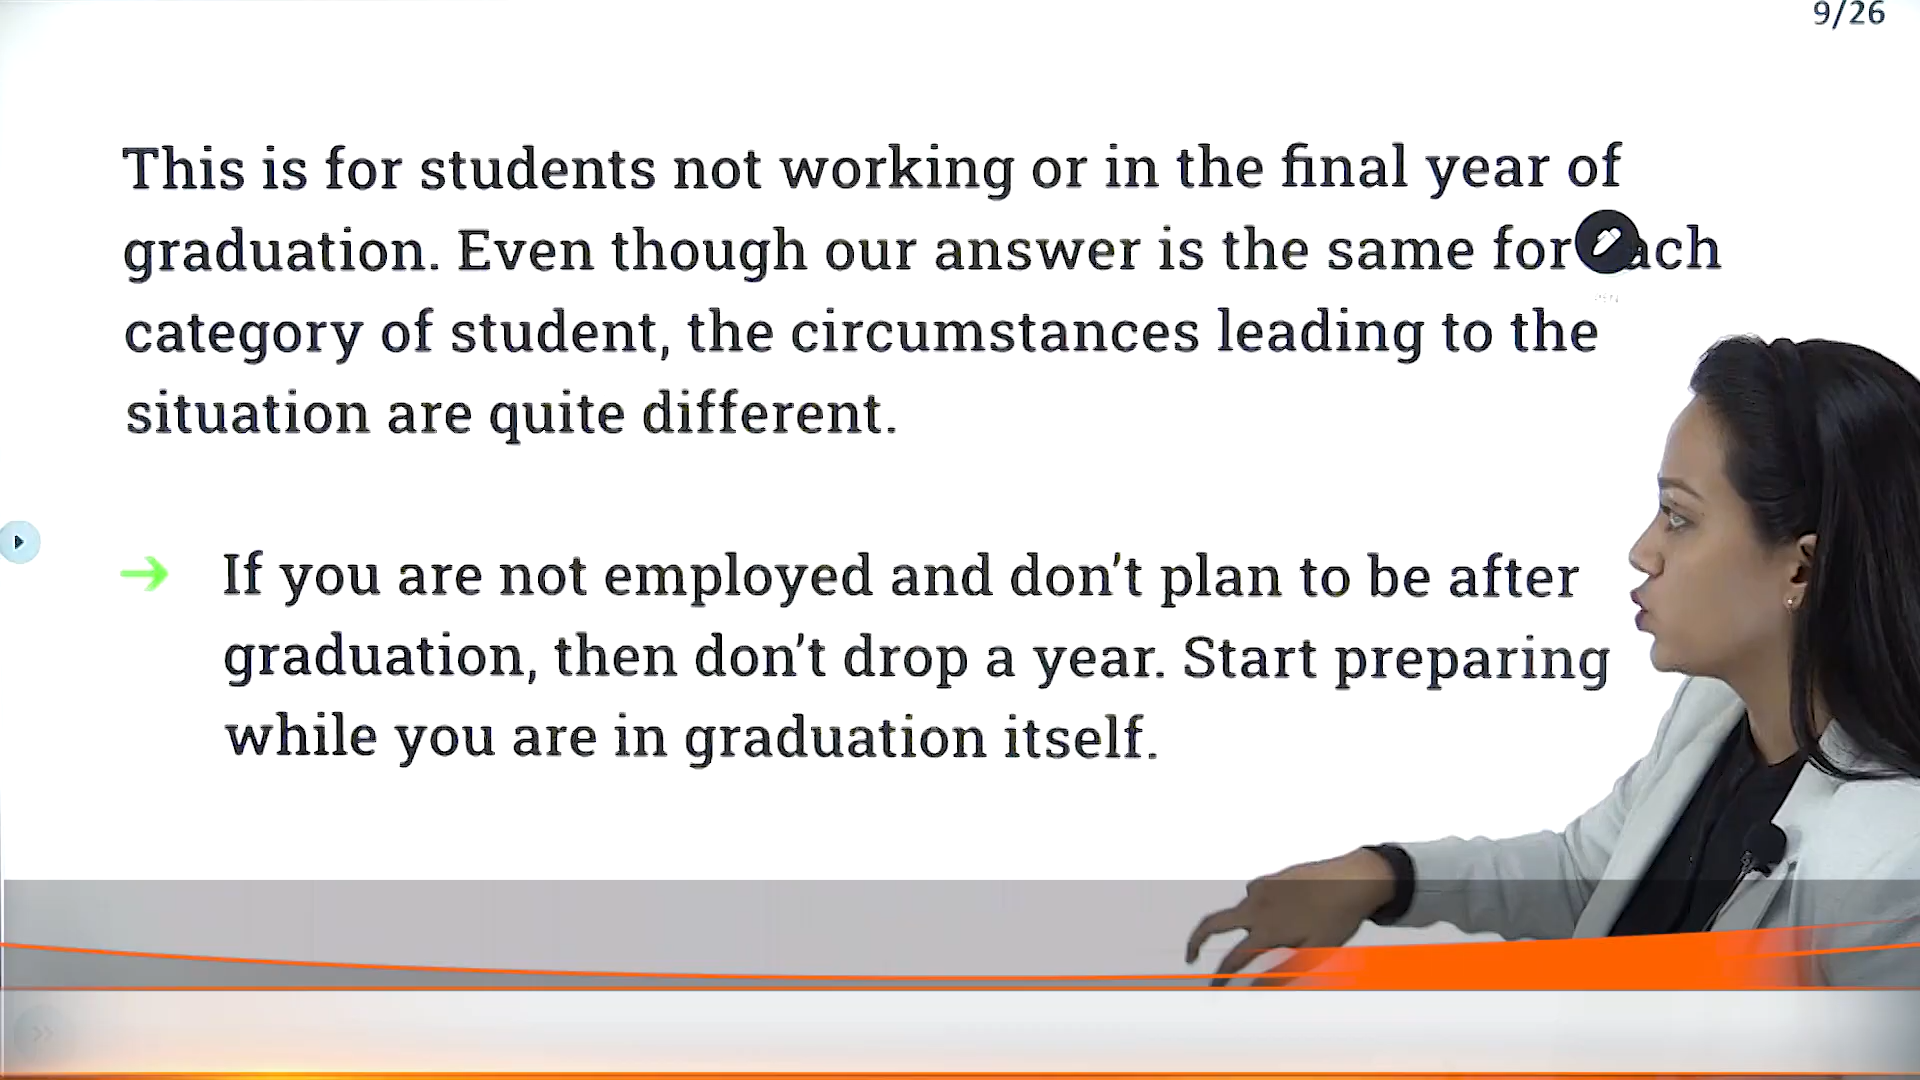 9/26
This is for students not working or in the final year of
graduation. Even though our answer is the same for ach
category of student, the circumstances leading to the
situation are quite different.
→ If you are not employed and don't plan to be after
graduation, then don't drop a year. Start preparing
while you are in graduation itself.